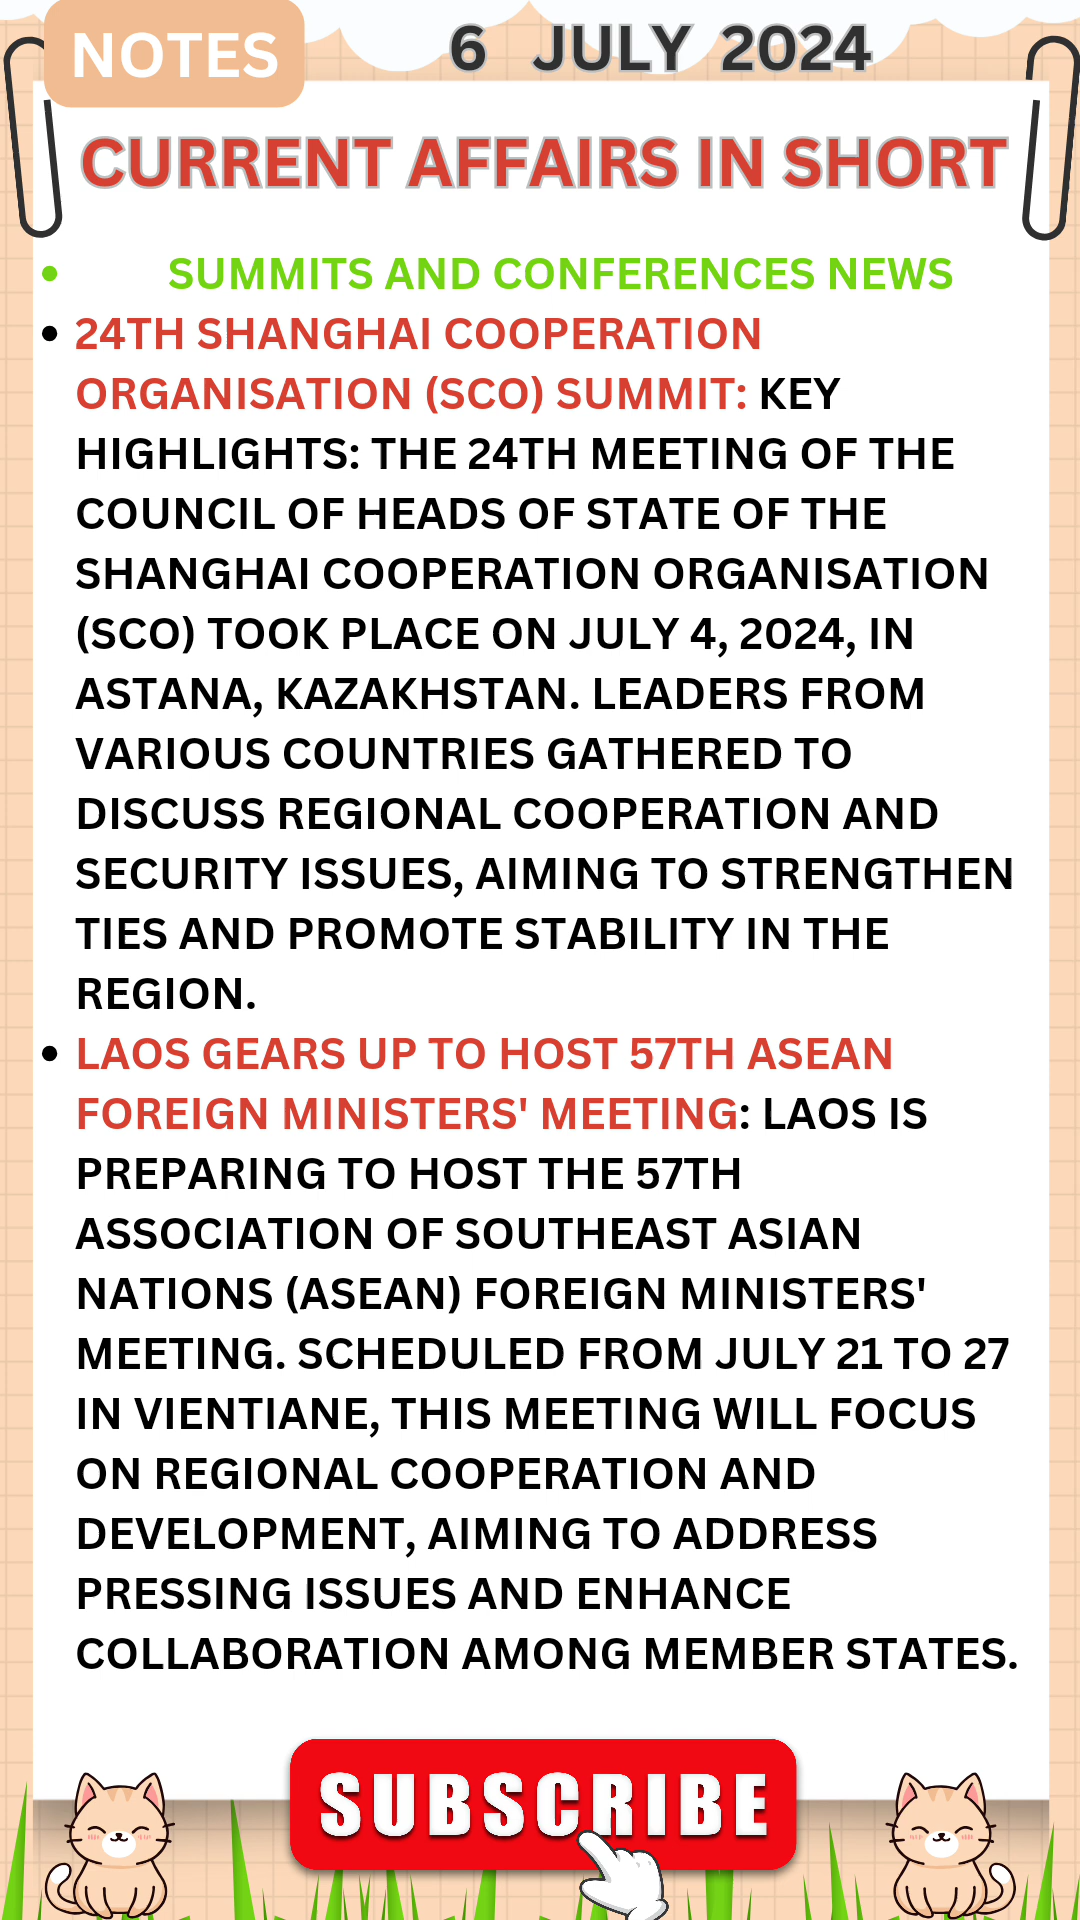 NOTES
6 JULY 2024
CURRENT AFFAIRS IN SHORT
• SUMMITS AND CONFERENCES NEWS
• 24TH SHANGHAI COOPERATION
ORGANISATION (SCO) SUMMIT: KEY
HIGHLIGHTS: THE 24TH MEETING OF THE
COUNCIL OF HEADS OF STATE OF THE
SHANGHAI COOPERATION ORGANISATION
(SCO) TOOK PLACE ON JULY 4, 2024, IN
ASTANA, KAZAKHSTAN. LEADERS FROM
VARIOUS COUNTRIES GATHERED TO
DISCUSS REGIONAL COOPERATION AND
SECURITY ISSUES, AIMING TO STRENGTHEN
TIES AND PROMOTE STABILITY IN THE
REGION.
• LAOS GEARS UP TO HOST 57TH ASEAN
FOREIGN MINISTERS' MEETING: LAOS IS
PREPARING TO HOST THE 57TH
ASSOCIATION OF SOUTHEAST ASIAN
NATIONS (ASEAN) FOREIGN MINISTERS'
MEETING. SCHEDULED FROM JULY 21 TO 27
IN VIENTIANE, THIS MEETING WILL FOCUS
ON REGIONAL COOPERATION AND
DEVELOPMENT, AIMING TO ADDRESS
PRESSING ISSUES AND ENHANCE
COLLABORATION AMONG MEMBER STATES.
SUBSCRIBE